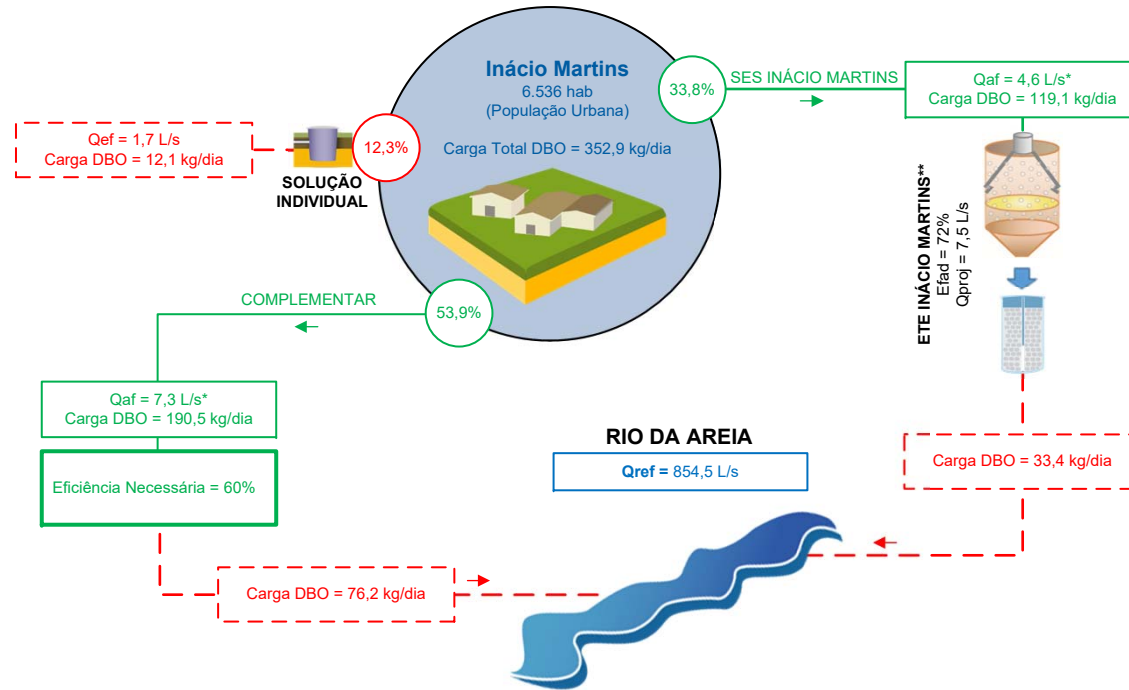 Inácio Martins
6.536 hab
(População Urbana)
Carga Total DBO = 352,9 kg/dia
33,8%
SES INÁCIO MARTINS
Qaf = 4,6 L/s*
Carga DBO = 119,1 kg/dia
Qef = 1,7 L/s
Carga DBO = 12,1 kg/dia
12,3%
SOLUÇÃO
INDIVIDUAL
ETE INÁCIO MARTINS**
Efad = 72%
Qproj = 7,5 L/s
COMPLEMENTAR
53,9%
Qaf = 7,3 L/s*
Carga DBO = 190,5 kg/dia
Eficiência Necessária = 60%
RIO DA AREIA
Qref = 854,5 L/s
Carga DBO = 33,4 kg/dia
Carga DBO = 76,2 kg/dia